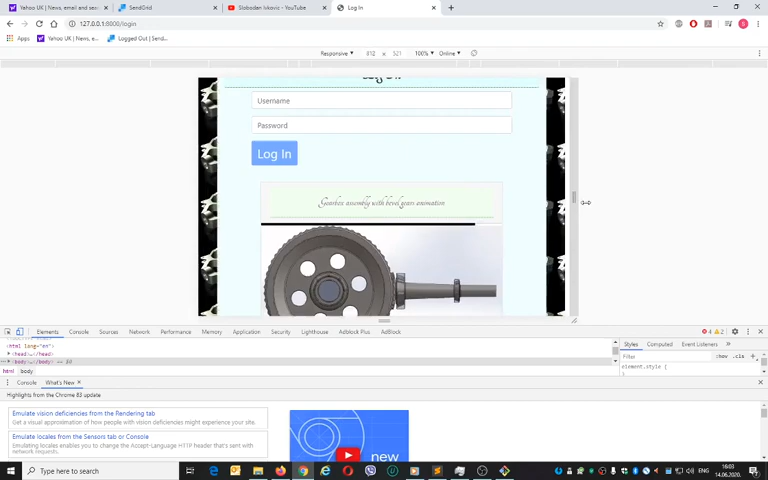 Yahoo UK | News, email and sear
SendGrid
Slobodan Ivkovic - YouTube
Log In
127.0.0.1:8000/login
Apps
Yahoo UK | News, e...
Logged Out | Send...
Responsive
812 × 521
100%
Online
Log In
Username
Password
Log In
Gearbox assembly with bevel gears animation
Elements
Console
Sources
Network
Performance
Memory
Application
Security
Lighthouse
Adblock Plus
AdBlock
4
2
<html lang="en">
<head>…</head>
<body>…</body> == $0
html
body
Styles
Computed
Event Listeners
Filter
:hov
.cls
element.style {
Console
What's New
Highlights from the Chrome 83 update
Emulate vision deficiencies from the Rendering tab
Get a visual approximation of how people with vision deficiencies might experience your site.
Emulate locales from the Sensors tab or Console
Emulating locales enables you to change the Accept-Language HTTP header that's sent with
network requests.
new
Type here to search
ENG
16:03
14.06.2020.